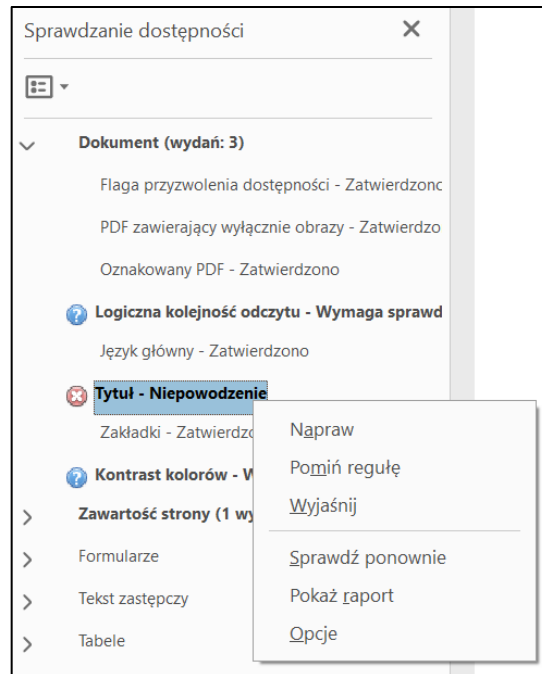 Sprawdzanie dostępności
Dokument (wydań: 3)
Flaga przyzwolenia dostępności - Zatwierdzono
PDF zawierający wyłącznie obrazy - Zatwierdzo
Oznakowany PDF - Zatwierdzono
Logiczna kolejność odczytu - Wymaga sprawd
Język główny - Zatwierdzono
Tytuł - Niepowodzenie
Zakładki - Zatwierdzo
Kontrast kolorów - W
Zawartość strony (1 wy
Formularze
Tekst zastępczy
Tabele
Napraw
Pomiń regułę
Wyjaśnij
Sprawdź ponownie
Pokaż raport
Opcje